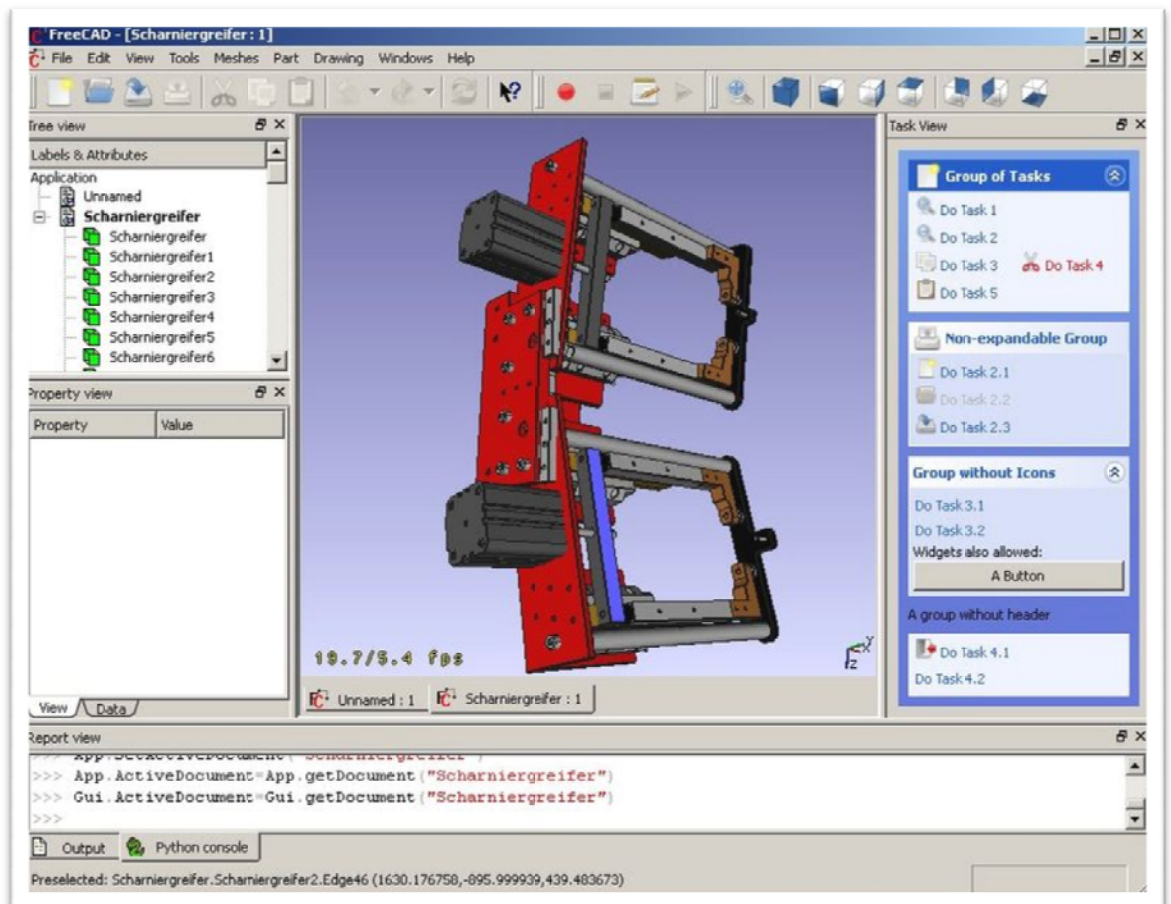 FreeCAD - [Scharniergreifer : 1]
File Edit View Tools Meshes Part Drawing Windows Help
Tree view
Labels & Attributes
Application
Unnamed
Scharniergreifer
Scharniergreifer
Scharniergreifer1
Scharniergreifer2
Scharniergreifer3
Scharniergreifer4
Scharniergreifer5
Scharniergreifer6
Property view
Property Value
View Data
19.7/5.4 fps
Y
X
Z
Unnamed : 1 Scharniergreifer : 1
Task View
Group of Tasks
Do Task 1
Do Task 2
Do Task 3 Do Task 4
Do Task 5
Non-expandable Group
Do Task 2.1
Do Task 2.2
Do Task 2.3
Group without Icons
Do Task 3.1
Do Task 3.2
Widgets also allowed:
A Button
A group without header
Do Task 4.1
Do Task 4.2
Report view
>>> App.SetActiveDocument("Scharniergreifer")
>>> App.ActiveDocument=App.getDocument("Scharniergreifer")
>>> Gui.ActiveDocument=Gui.getDocument("Scharniergreifer")
>>>
Output Python console
Preselected: Scharniergreifer.Scharniergreifer2.Edge46 (1630.176758,-895.999939,439.483673)